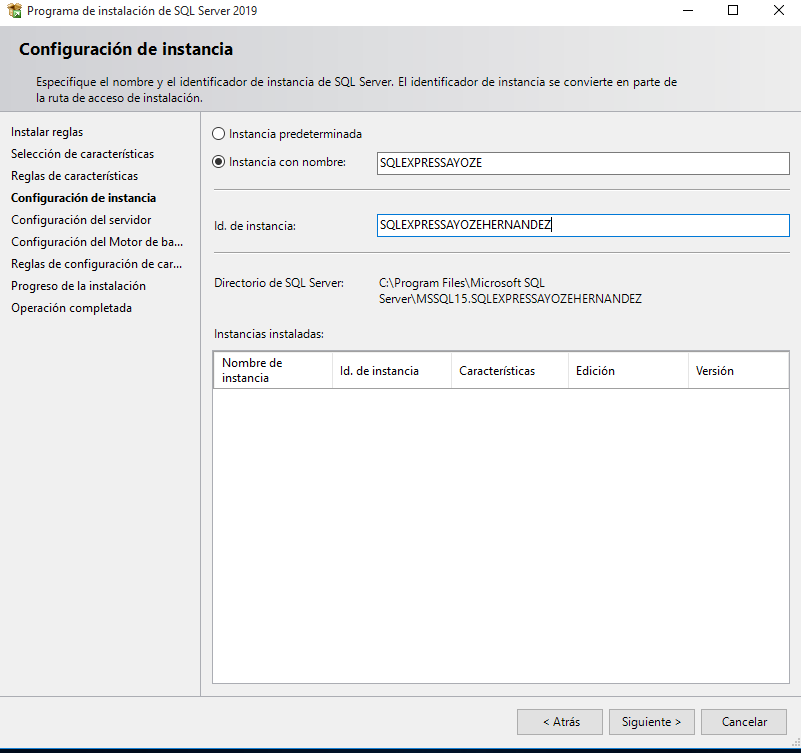 Programa de instalación de SQL Server 2019
Configuración de instancia
Especifique el nombre y el identificador de instancia de SQL Server. El identificador de instancia se convierte en parte de
la ruta de acceso de instalación.
Instalar reglas
Selección de características
Reglas de características
Configuración de instancia
Configuración del servidor
Configuración del Motor de ba...
Reglas de configuración de car...
Progreso de la instalación
Operación completada
Instancia predeterminada
Instancia con nombre: SQLEXPRESSAYOZE
Id. de instancia: SQLEXPRESSAYOZEHERNANDEZ
Directorio de SQL Server: C:\Program Files\Microsoft SQL
Server\MSSQL15.SQLEXPRESSAYOZEHERNANDEZ
Instancias instaladas:
Nombre de
instancia
Id. de instancia
Características
Edición
Versión
< Atrás
Siguiente >
Cancelar